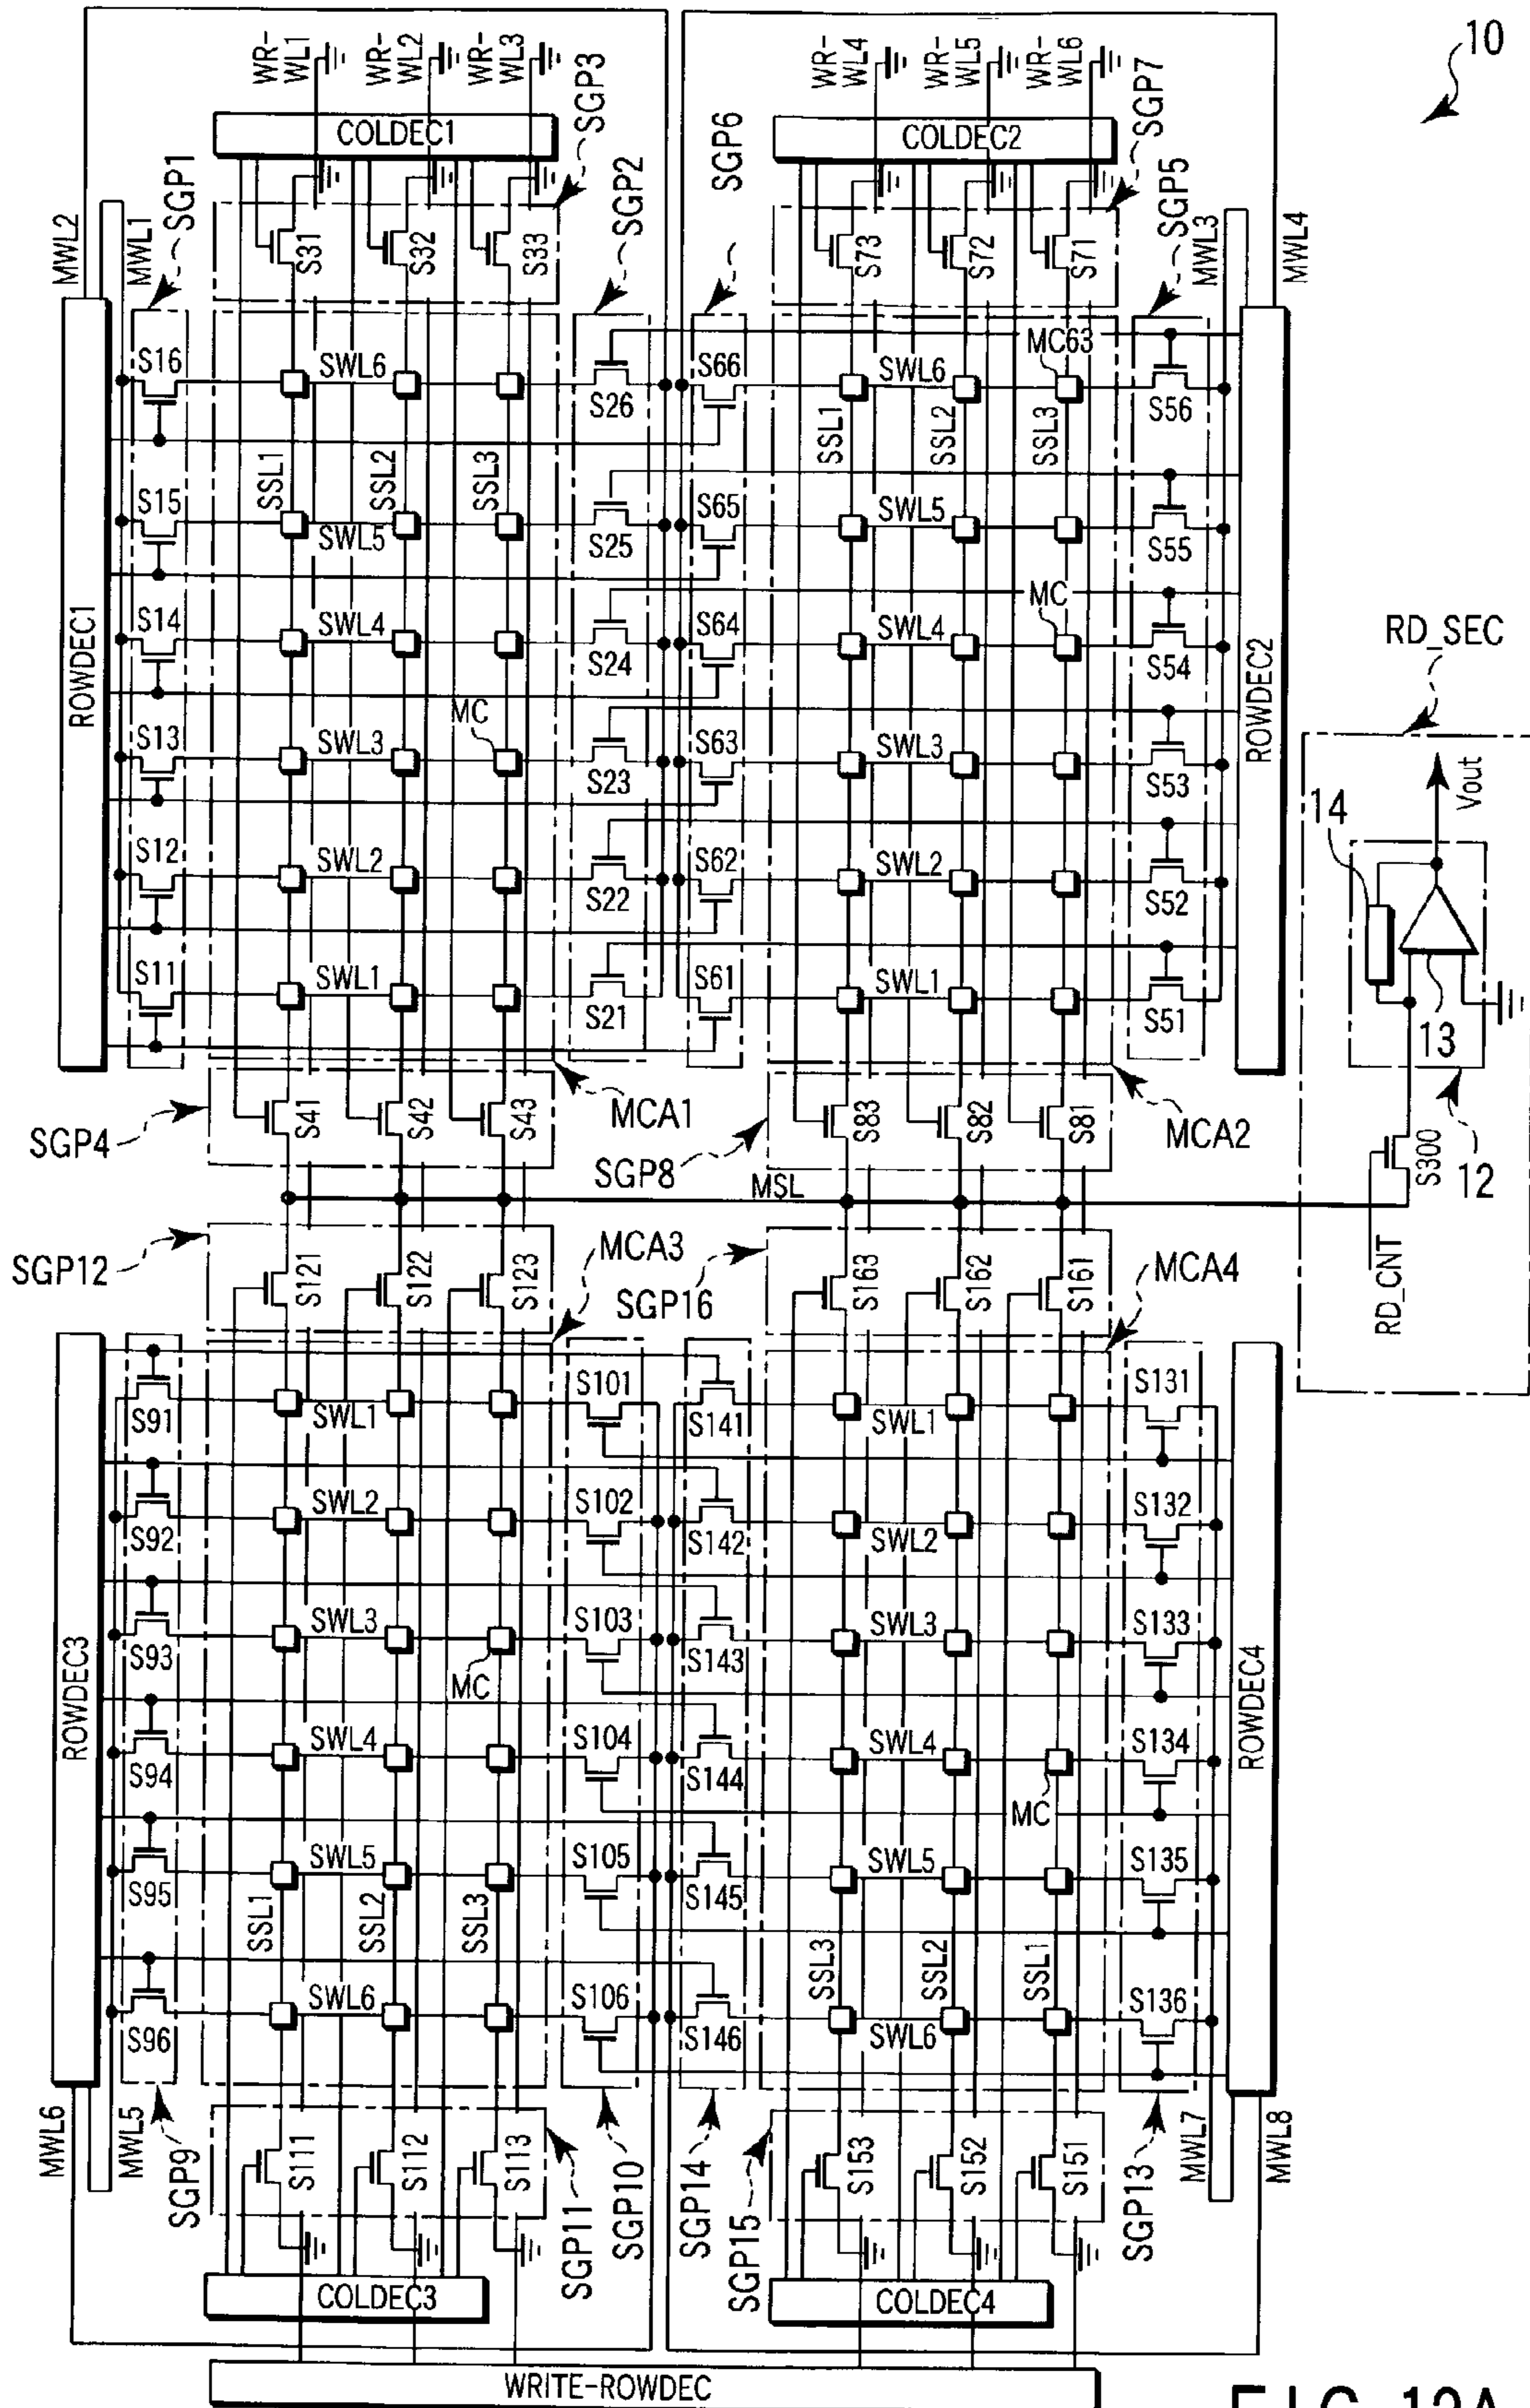 10
WR-WL1
WR-WL2
WR-WL3
WR-WL4
WR-WL5
WR-WL6
COLDEC1
COLDEC2
SGP3
SGP7
SGP1
SGP2
SGP6
SGP5
MWL2
MWL1
MWL3
MWL4
S31
S32
S33
S73
S72
S71
ROWDEC1
ROWDEC2
S16
SWL6
S26
S66
SWL6
MC63
S56
SSL1
SSL2
SSL3
SSL1
SSL2
SSL3
S15
SWL5
S25
S65
SWL5
S55
S14
SWL4
S24
S64
SWL4
MC
S54
S13
SWL3
MC
S23
S63
SWL3
S53
S12
SWL2
S22
S62
SWL2
S52
S11
SWL1
S21
S61
SWL1
S51
RD_SEC
Vout
14
13
12
S300
RD_CNT
SGP4
S41
S42
S43
MCA1
SGP8
S83
S82
S81
MCA2
MSL
SGP12
S121
S122
S123
MCA3
SGP16
S163
S162
S161
MCA4
ROWDEC3
ROWDEC4
S91
SWL1
S101
S141
SWL1
S131
S92
SWL2
S102
S142
SWL2
S132
S93
SWL3
MC
S103
S143
SWL3
S133
S94
SWL4
S104
S144
SWL4
MC
S134
S95
SWL5
S105
S145
SWL5
S135
SSL1
SSL2
SSL3
SSL3
SSL2
SSL1
S96
SWL6
S106
S146
SWL6
S136
MWL6
MWL5
SGP9
S111
S112
S113
SGP11
SGP10
SGP14
SGP15
S153
S152
S151
SGP13
MWL7
MWL8
COLDEC3
COLDEC4
WRITE-ROWDEC
FIG. 12A